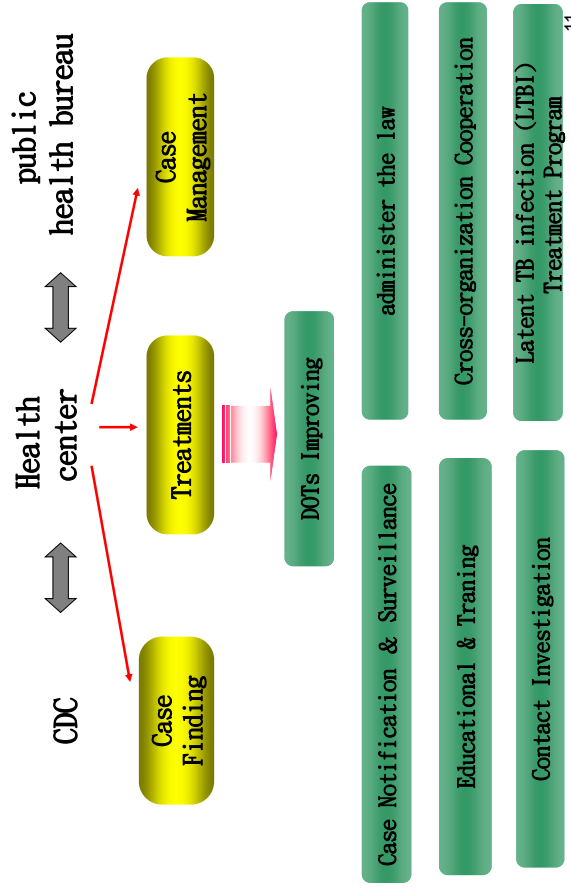 CDC
Health
center
public
health bureau
Case
Finding
Treatments
Case
Management
DOTs Improving
Case Notification & Surveillance
administer the law
Educational & Traning
Cross-organization Cooperation
Contact Investigation
Latent TB infection (LTBI)
Treatment Program
11